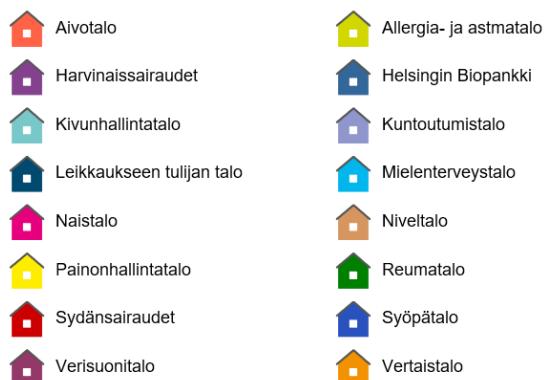 Aivotalo
Allergia- ja astmatalo
Harvinaissairaudet
Helsingin Biopankki
Kivunhallintatalo
Kuntoutumistalo
Leikkaukseen tulijan talo
Mielenterveystalo
Naistalo
Niveltalo
Painonhallintatalo
Reumatalo
Sydänsairaudet
Syöpätalo
Verisuonitalo
Vertaistalo